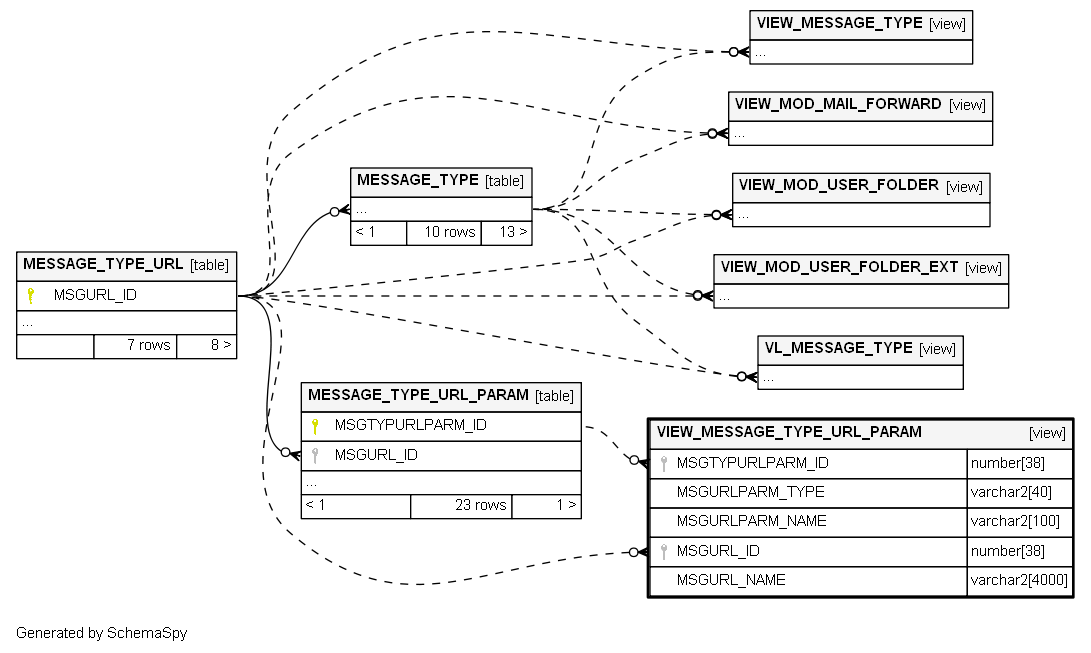 VIEW_MESSAGE_TYPE [view]
...
VIEW_MOD_MAIL_FORWARD [view]
...
MESSAGE_TYPE [table]
...
< 1 10 rows 13 >
VIEW_MOD_USER_FOLDER [view]
...
MESSAGE_TYPE_URL [table]
MSGURL_ID
...
7 rows 8 >
VIEW_MOD_USER_FOLDER_EXT [view]
...
VL_MESSAGE_TYPE [view]
...
MESSAGE_TYPE_URL_PARAM [table]
MSGTYPURLPARM_ID
MSGURL_ID
...
< 1 23 rows 1 >
VIEW_MESSAGE_TYPE_URL_PARAM [view]
MSGTYPURLPARM_ID number[38]
MSGURLPARM_TYPE varchar2[40]
MSGURLPARM_NAME varchar2[100]
MSGURL_ID number[38]
MSGURL_NAME varchar2[4000]
Generated by SchemaSpy